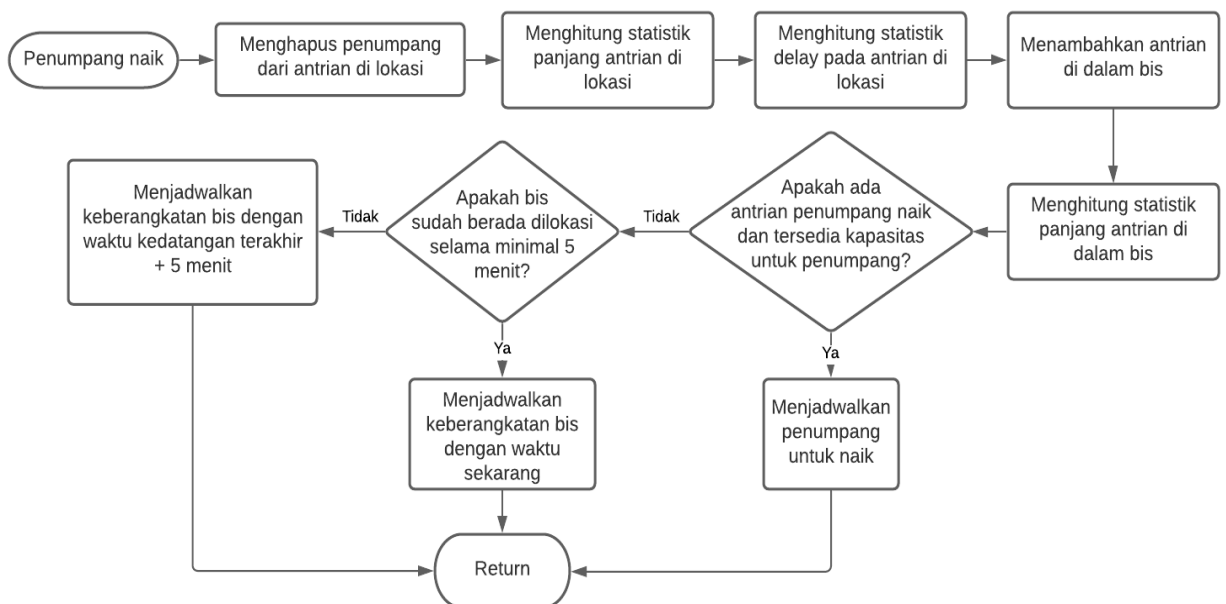 Penumpang naik
Menghapus penumpang
dari antrian di lokasi
Menghitung statistik
panjang antrian di
lokasi
Menghitung statistik
delay pada antrian di
lokasi
Menambahkan antrian
di dalam bis
Menghitung statistik
panjang antrian di
dalam bis
Apakah ada
antrian penumpang naik
dan tersedia kapasitas
untuk penumpang?
Tidak
Apakah bis
sudah berada dilokasi
selama minimal 5
menit?
Tidak
Menjadwalkan
keberangkatan bis dengan
waktu kedatangan terakhir
+ 5 menit
Ya
Ya
Menjadwalkan
keberangkatan bis
dengan waktu
sekarang
Menjadwalkan
penumpang
untuk naik
Return